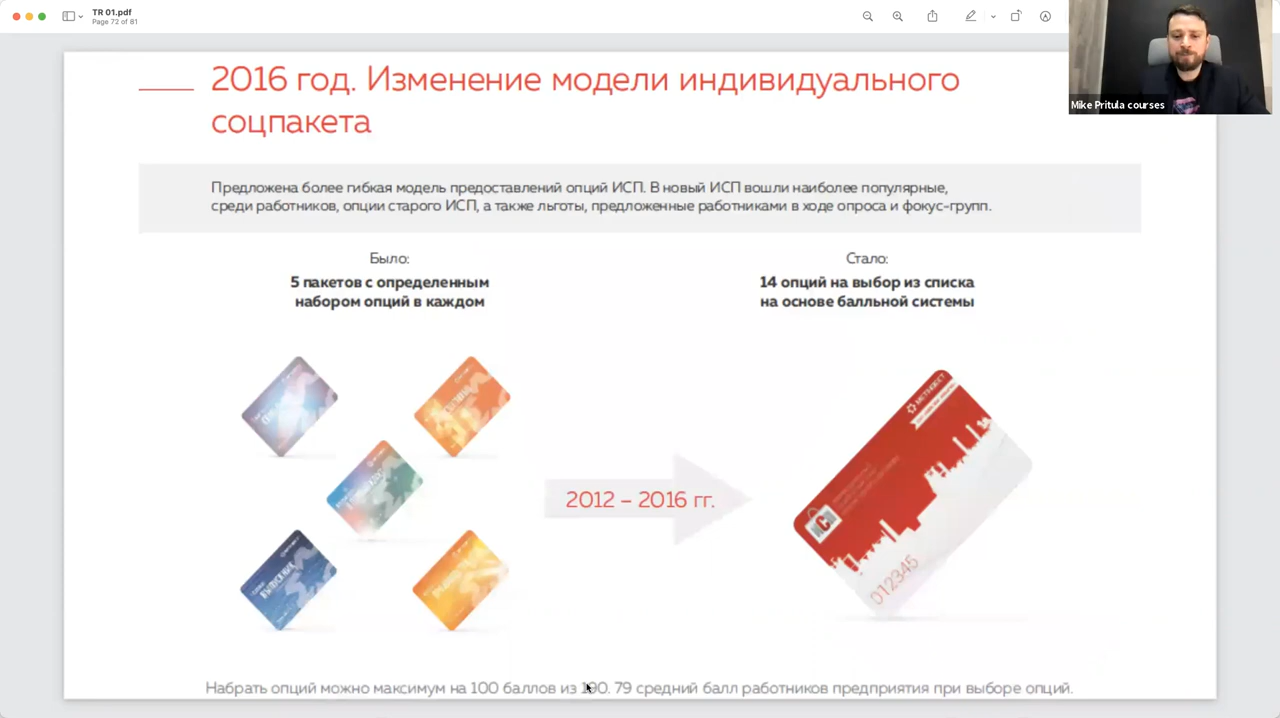 TR 01.pdf
Page 72 of 81
Mike Pritula courses
2016 год. Изменение модели индивидуального
соцпакета
Предложена более гибкая модель предоставлений опций ИСП. В новый ИСП вошли наиболее популярные,
среди работников, опции старого ИСП, а также льготы, предложенные работниками в ходе опроса и фокус-групп.
Было:
5 пакетов с определенным
набором опций в каждом
Стало:
14 опций на выбор из списка
на основе балльной системы
2012 – 2016 гг.
МЕТИНВЕСТ
012345
Набрать опций можно максимум на 100 баллов из 190. 79 средний балл работников предприятия при выборе опций.